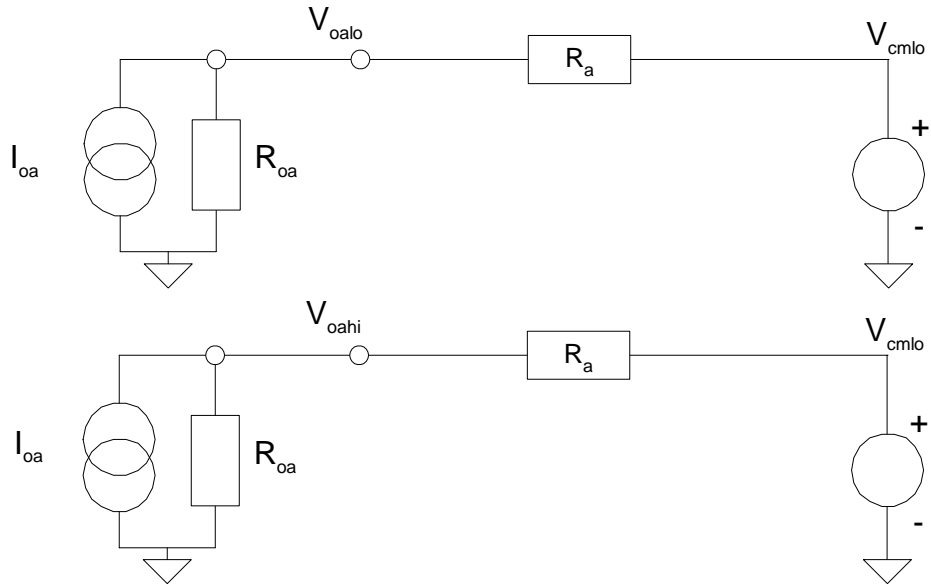 V_oalo
R_a
V_cmlo
+
I_oa
R_oa
-
V_oahi
R_a
V_cmlo
+
I_oa
R_oa
-